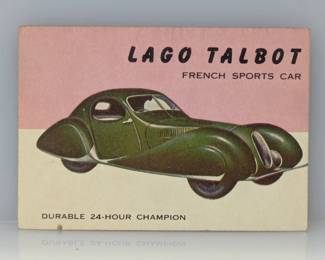 LAGO TALBOT
FRENCH SPORTS CAR
DURABLE 24-HOUR CHAMPION